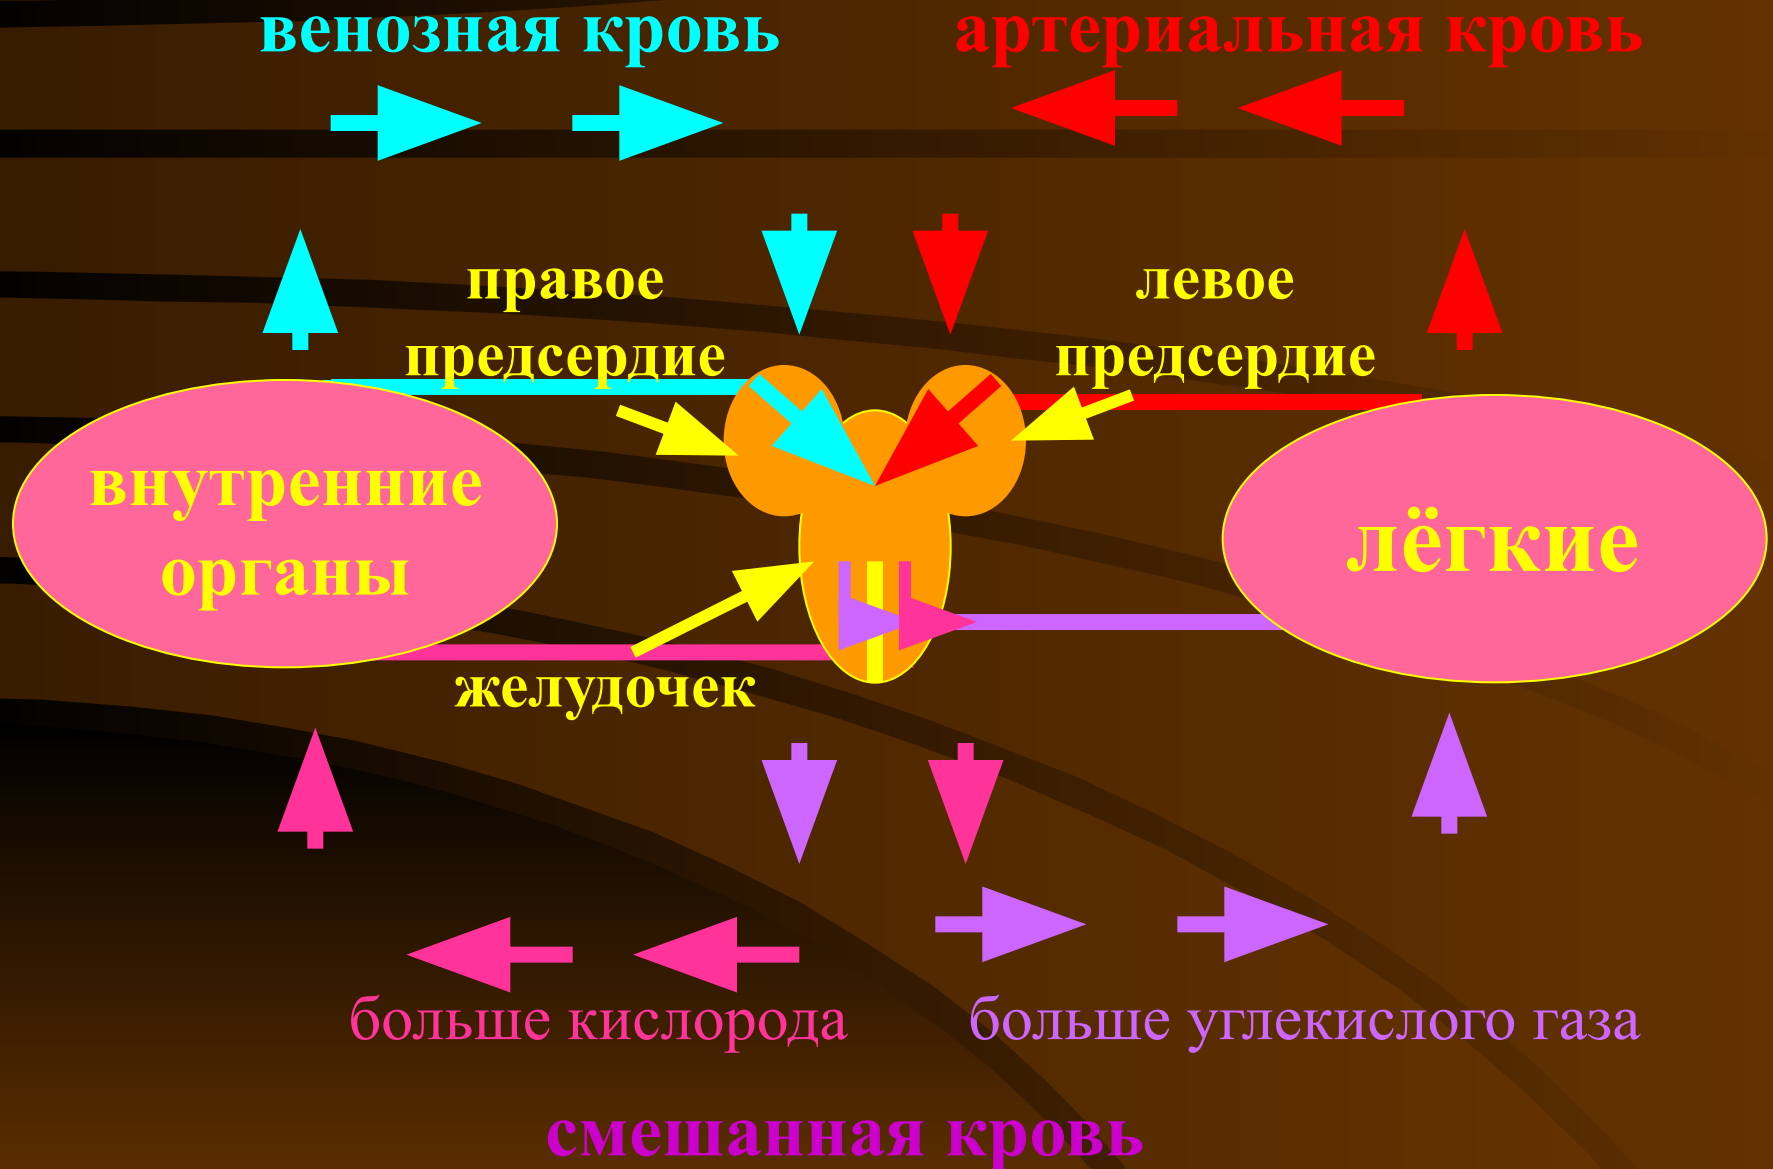 венозная кровь
артериальная кровь
правое
предсердие
левое
предсердие
внутренние
органы
лёгкие
желудочек
больше кислорода
больше углекислого газа
смешанная кровь